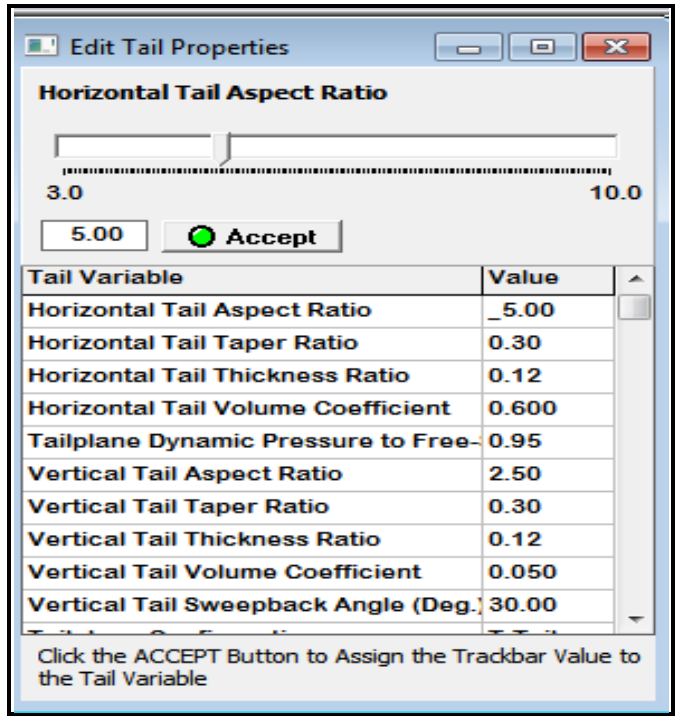 Edit Tail Properties
Horizontal Tail Aspect Ratio
3.0 10.0
5.00 Accept
Tail Variable Value
Horizontal Tail Aspect Ratio _5.00
Horizontal Tail Taper Ratio 0.30
Horizontal Tail Thickness Ratio 0.12
Horizontal Tail Volume Coefficient 0.600
Tailplane Dynamic Pressure to Free- 0.95
Vertical Tail Aspect Ratio 2.50
Vertical Tail Taper Ratio 0.30
Vertical Tail Thickness Ratio 0.12
Vertical Tail Volume Coefficient 0.050
Vertical Tail Sweepback Angle (Deg.) 30.00
Click the ACCEPT Button to Assign the Trackbar Value to
the Tail Variable